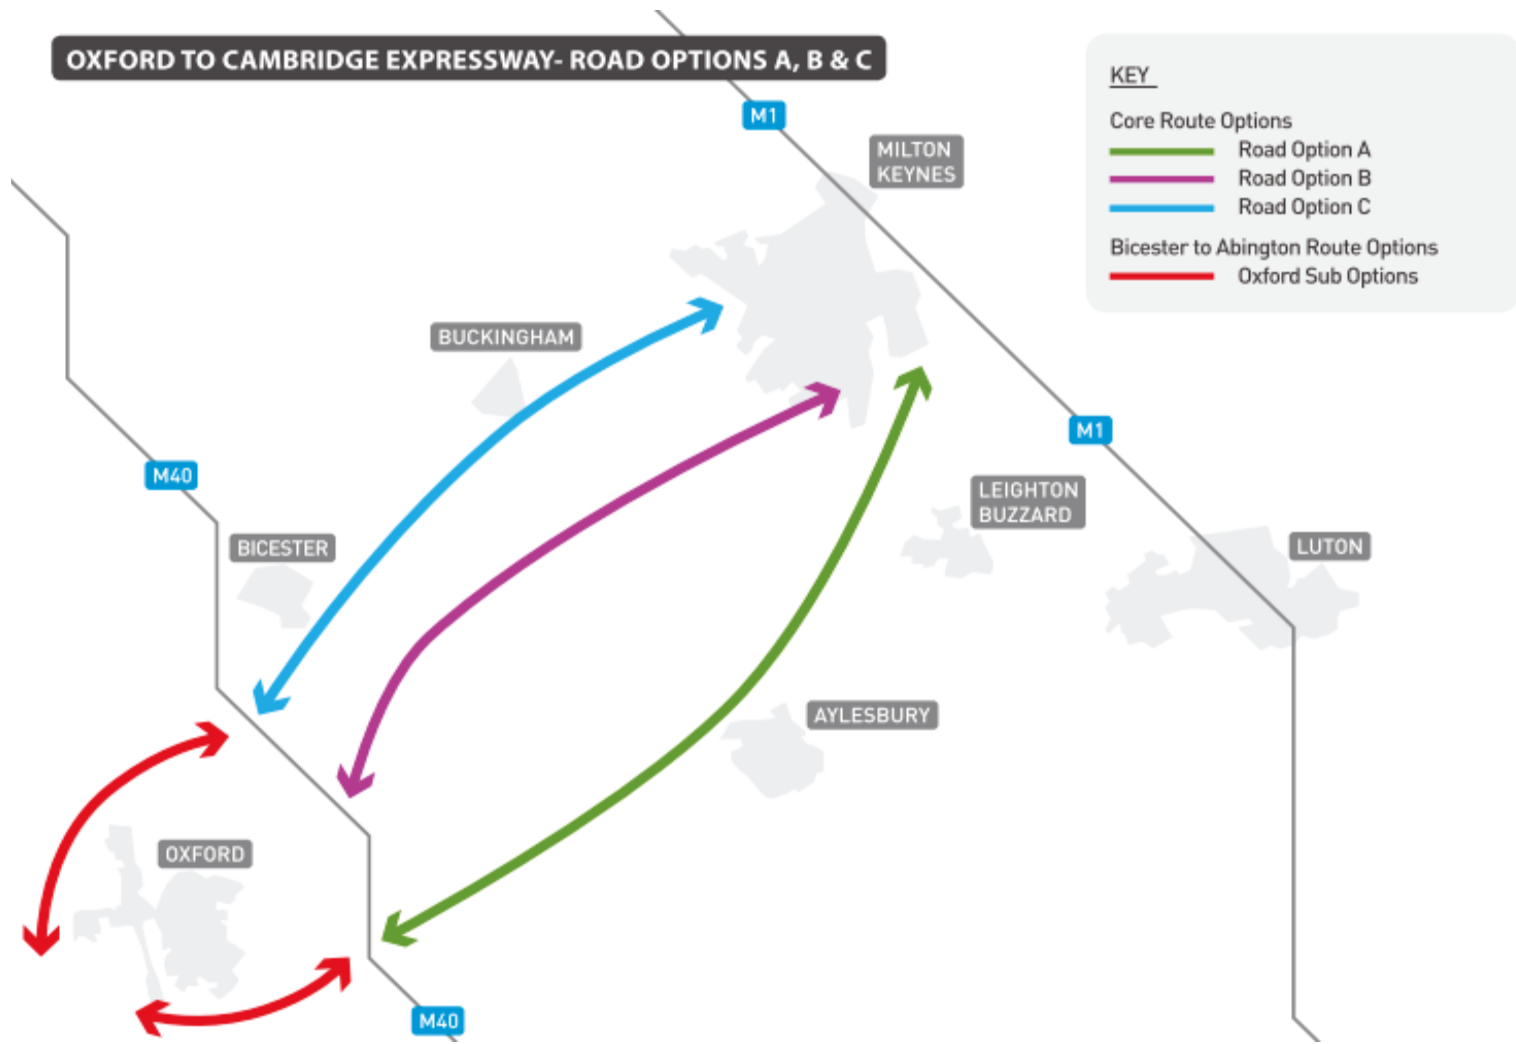 OXFORD TO CAMBRIDGE EXPRESSWAY- ROAD OPTIONS A, B & C
KEY
Core Route Options
Road Option A
Road Option B
Road Option C
Bicester to Abington Route Options
Oxford Sub Options
M1
MILTON
KEYNES
BUCKINGHAM
M1
M40
LEIGHTON
BUZZARD
BICESTER
LUTON
AYLESBURY
OXFORD
M40